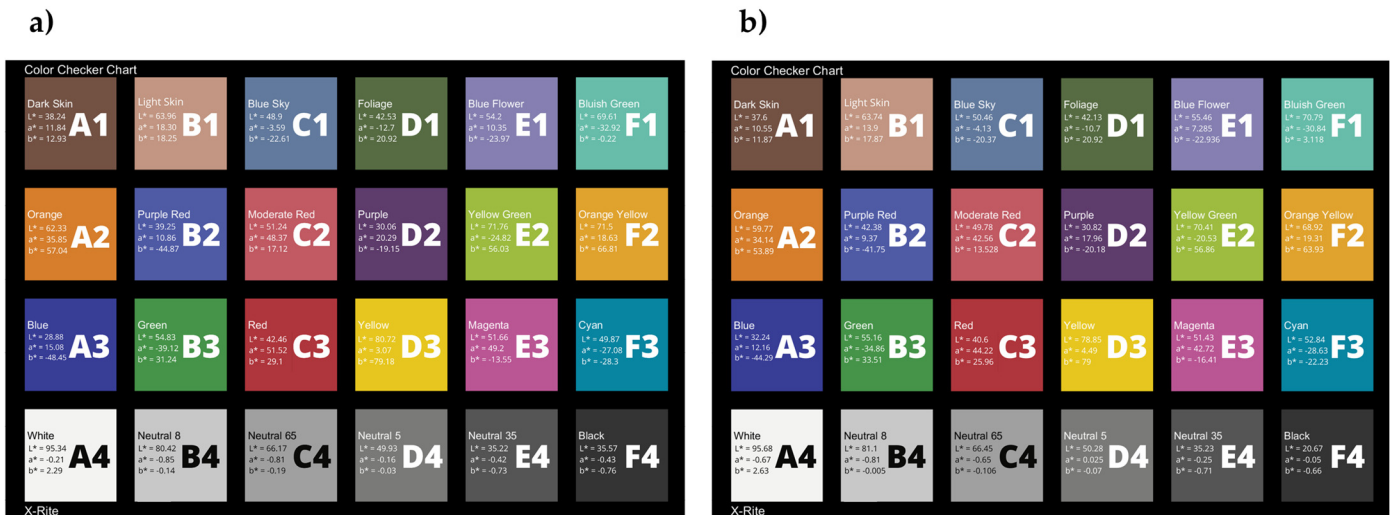 a)
Color Checker Chart
Dark Skin
L* = 38.24
a* = 11.84
b* = 12.93
A1
Light Skin
L* = 63.96
a* = 18.30
b* = 18.25
B1
Blue Sky
L* = 48.9
a* = -3.59
b* = -22.61
C1
Foliage
L* = 42.53
a* = -12.7
b* = 20.92
D1
Blue Flower
L* = 54.2
a* = 10.35
b* = -23.97
E1
Bluish Green
L* = 69.61
a* = -32.92
b* = -0.22
F1
Orange
L* = 62.33
a* = 35.85
b* = 57.04
A2
Purple Red
L* = 39.25
a* = 10.86
b* = -44.87
B2
Moderate Red
L* = 51.24
a* = 48.37
b* = 17.12
C2
Purple
L* = 30.06
a* = 20.29
b* = -19.15
D2
Yellow Green
L* = 71.76
a* = -24.82
b* = 56.03
E2
Orange Yellow
L* = 71.5
a* = 18.63
b* = 66.81
F2
Blue
L* = 28.88
a* = 15.08
b* = -48.45
A3
Green
L* = 54.83
a* = -39.12
b* = 31.24
B3
Red
L* = 42.46
a* = 51.52
b* = 29.1
C3
Yellow
L* = 80.72
a* = 3.07
b* =79.18
D3
Magenta
L* = 51.66
a* = 49.2
b* = -13.55
E3
Cyan
L* = 49.87
a* = -27.08
b* = -28.3
F3
White
L* = 95.34
a* = -0.21
b* = 2.29
A4
Neutral 8
L* = 80.42
a* = -0.85
b* = -0.14
B4
Neutral 65
L* = 66.17
a* = -0.81
b* = -0.19
C4
Neutral 5
L* = 49.93
a* = -0.16
b* = -0.03
D4
Neutral 35
L* = 35.22
a* = -0.42
b* = -0.73
E4
Black
L* = 35.57
a* = -0.43
b* = -0.76
F4
X-Rite
b)
Color Checker Chart
Dark Skin
L* = 37.6
a* = 10.55
b* = 11.87
A1
Light Skin
L* = 63.74
a* = 13.9
b* = 17.87
B1
Blue Sky
L* = 50.46
a* = -4.13
b* = -20.37
C1
Foliage
L* = 42.13
a* = -10.7
b* = 20.92
D1
Blue Flower
L* = 55.46
a* = 7.285
b* = -22.936
E1
Bluish Green
L* = 70.79
a* = -30.84
b* = 3.118
F1
Orange
L* = 59.77
a* = 34.14
b* = 53.89
A2
Purple Red
L* = 42.38
a* = 9.37
b* = -41.75
B2
Moderate Red
L* = 49.78
a* = 42.56
b* = 13.528
C2
Purple
L* = 30.82
a* = 17.96
b* = -20.18
D2
Yellow Green
L* = 70.41
a* = -20.53
b* = 56.86
E2
Orange Yellow
L* = 68.92
a* = 19.31
b* = 63.93
F2
Blue
L* = 32.24
a* = 12.16
b* = -44.29
A3
Green
L* = 55.16
a* = -34.86
b* = 33.51
B3
Red
L* = 40.6
a* = 44.22
b* = 25.96
C3
Yellow
L* = 78.85
a* = 4.49
b* = 79
D3
Magenta
L* = 51.43
a* = 42.72
b* = -16.41
E3
Cyan
L* = 52.84
a* = -28.63
b* = -22.23
F3
White
L* = 95.68
a* = -0.67
b* = 2.63
A4
Neutral 8
L* = 81.1
a* = -0.81
b* = -0.005
B4
Neutral 65
L* = 66.45
a* = -0.65
b* = -0.106
C4
Neutral 5
L* = 50.28
a* = 0.025
b* = -0.07
D4
Neutral 35
L* = 35.23
a* = -0.25
b* = -0.71
E4
Black
L* = 20.67
a* = -0.05
b* = -0.66
F4
X-Rite